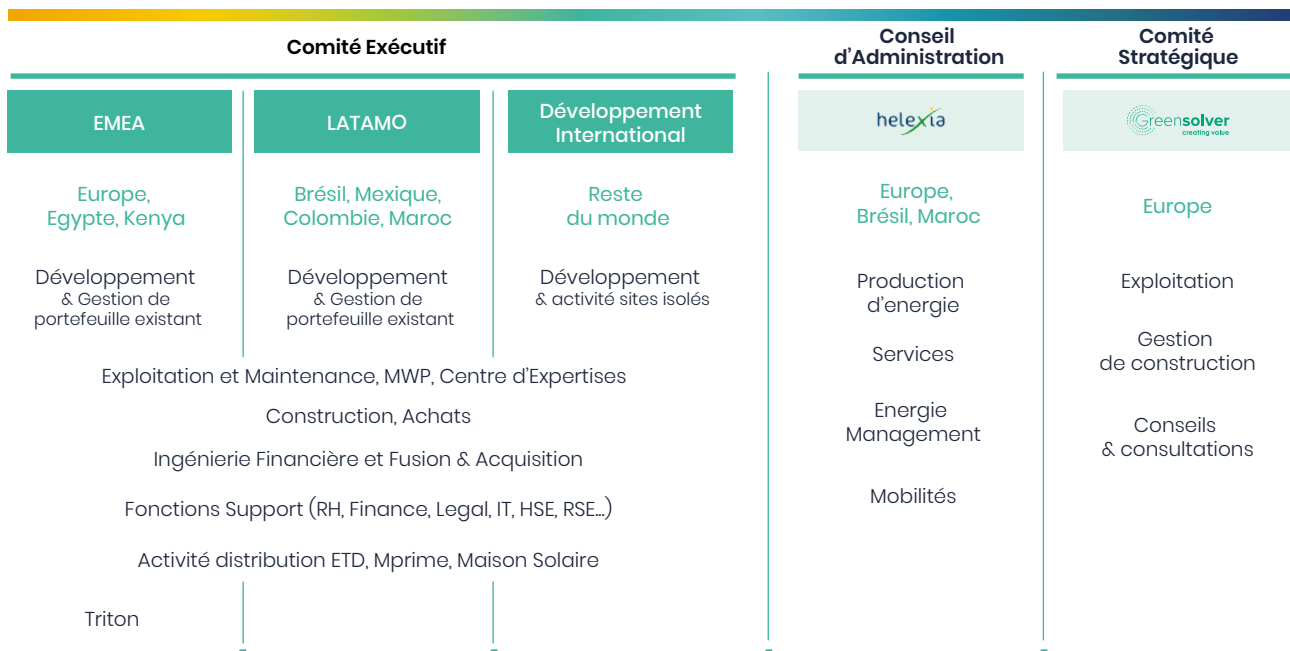 Comité Exécutif
Conseil
d'Administration
Comité
Stratégique
EMEA
LATAMO
Développement
International
helexia
Greensolver
creating value
Europe,
Egypte, Kenya
Brésil, Mexique,
Colombie, Maroc
Reste
du monde
Europe,
Brésil, Maroc
Europe
Développement
& Gestion de
portefeuille existant
Développement
& Gestion de
portefeuille existant
Développement
& activité sites isolés
Production
d'energie
Services
Energie
Management
Mobilités
Exploitation
Gestion
de construction
Conseils
& consultations
Exploitation et Maintenance, MWP, Centre d'Expertises
Construction, Achats
Ingénierie Financière et Fusion & Acquisition
Fonctions Support (RH, Finance, Legal, IT, HSE, RSE...)
Activité distribution ETD, Mprime, Maison Solaire
Triton